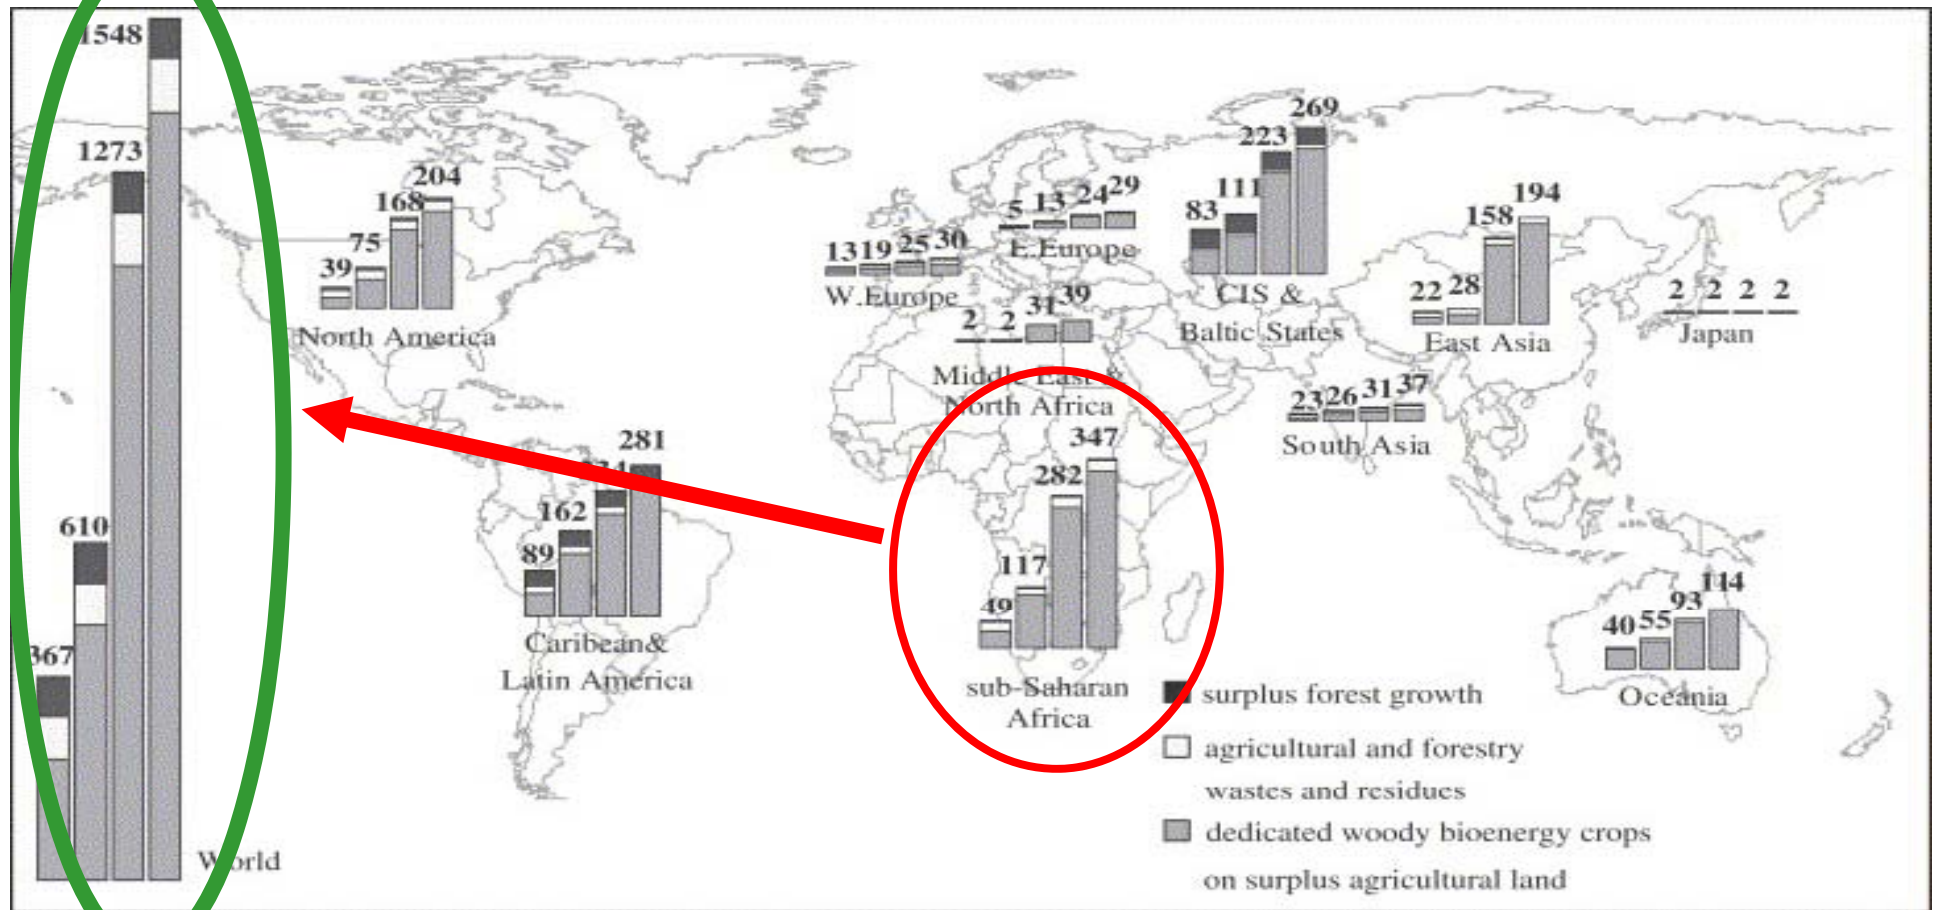 1548
1273
610
367
World
39 75 168 204
North America
89 162 281
Caribean&
Latin America
13 19 25 30
W.Europe
5 13 24 29
E.Europe
2 2 31 39
Middle East &
North Africa
49 117 282 347
sub-Saharan
Africa
83 111 223 269
CIS &
Baltic States
22 28 158 194
East Asia
2 2 2 2
Japan
23 26 31 37
South Asia
40 55 93 114
Oceania
surplus forest growth
agricultural and forestry
wastes and residues
dedicated woody bioenergy crops
on surplus agricultural land